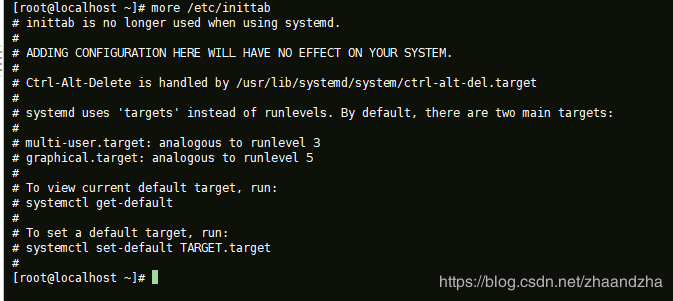 [root@localhost ~]# more /etc/inittab
# inittab is no longer used when using systemd.
#
# ADDING CONFIGURATION HERE WILL HAVE NO EFFECT ON YOUR SYSTEM.
#
# Ctrl-Alt-Delete is handled by /usr/lib/systemd/system/ctrl-alt-del.target
#
# systemd uses 'targets' instead of runlevels. By default, there are two main targets:
#
# multi-user.target: analogous to runlevel 3
# graphical.target: analogous to runlevel 5
#
# To view current default target, run:
# systemctl get-default
#
# To set a default target, run:
# systemctl set-default TARGET.target
#
[root@localhost ~]#
https://blog.csdn.net/zhaandzha